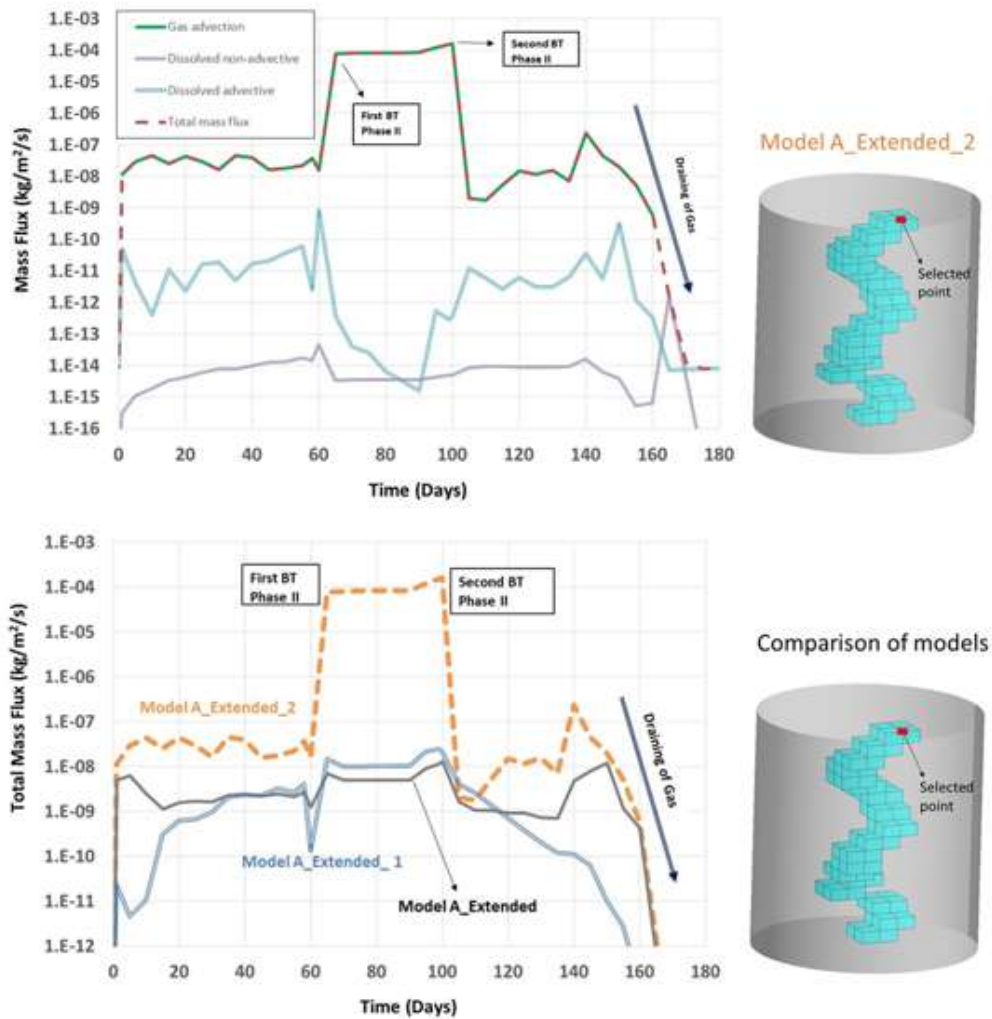 1.E-03
1.E-04
1.E-05
1.E-06
1.E-07
1.E-08
1.E-09
1.E-10
1.E-11
1.E-12
1.E-13
1.E-14
1.E-15
1.E-16
Mass Flux (kg/m²/s)
Gas advection
Dissolved non-advective
Dissolved advective
Total mass flux
First BT
Phase II
Second BT
Phase II
Draining of Gas
0 20 40 60 80 100 120 140 160 180
Time (Days)
Model A_Extended_2
Selected
point
1.E-03
1.E-04
1.E-05
1.E-06
1.E-07
1.E-08
1.E-09
1.E-10
1.E-11
1.E-12
Total Mass Flux (kg/m²/s)
First BT
Phase II
Second BT
Phase II
Model A_Extended_2
Model A_Extended_ 1
Model A_Extended
Draining of Gas
0 20 40 60 80 100 120 140 160 180
Time (Days)
Comparison of models
Selected
point